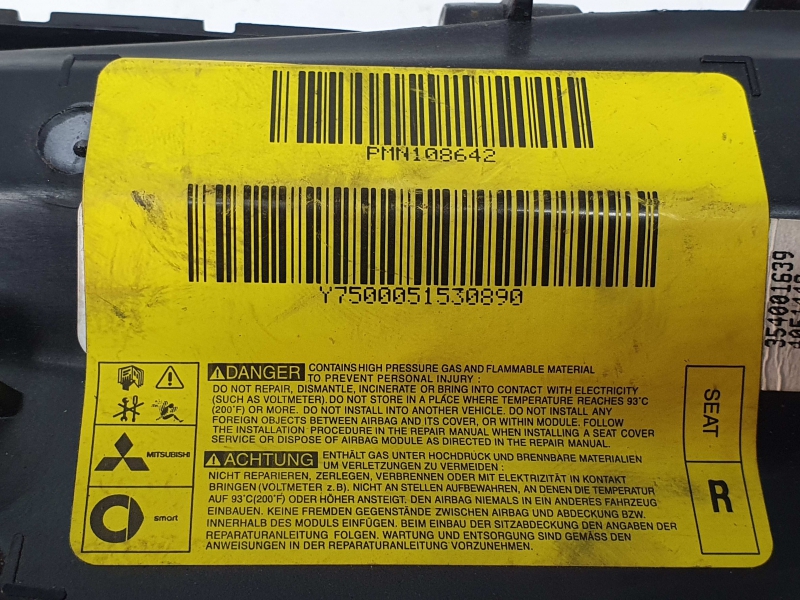 PMN108642
Y7500051530890
DANGER CONTAINS HIGH PRESSURE GAS AND FLAMMABLE MATERIAL
TO PREVENT PERSONAL INJURY :
DO NOT REPAIR, DISMANTLE, INCINERATE OR BRING INTO CONTACT WITH ELECTRICITY
(SUCH AS VOLTMETER). DO NOT STORE IN A PLACE WHERE TEMPERATURE REACHES 93°C
(200°F) OR MORE. DO NOT INSTALL INTO ANOTHER VEHICLE. DO NOT INSTALL ANY
FOREIGN OBJECTS BETWEEN AIRBAG AND ITS COVER, OR WITHIN MODULE. FOLLOW
THE INSTALLATION PROCEDURE IN THE REPAIR MANUAL WHEN INSTALLING A SEAT COVER
SERVICE OR DISPOSE OF AIRBAG MODULE AS DIRECTED IN THE REPAIR MANUAL.
ACHTUNG ENTHÄLT GAS UNTER HOCHDRUCK UND BRENNBARE MATERIALIEN
UM VERLETZUNGEN ZU VERMEIDEN :
NICHT REPARIEREN, ZERLEGEN, VERBRENNEN ODER MIT ELEKTRIZITÄT IN KONTAKT
BRINGEN (VOLTMETER z.B.). NICHT AN STELLEN AUFBEWAHREN, AN DENEN DIE TEMPERATUR
AUF 93°C(200°F) ODER HÖHER ANSTEIGT. DEN AIRBAG NIEMALS IN EIN ANDERES FAHRZEUG
EINBAUEN. KEINE FREMDEN GEGENSTÄNDE ZWISCHEN AIRBAG UND ABDECKUNG BZW.
INNERHALB DES MODULS EINFÜGEN. BEIM EINBAU DER SITZABDECKUNG DEN ANGABEN DER
REPARATURANLEITUNG FOLGEN. WARTUNG UND ENTSORGUNG SIND GEMÄSS DEN
ANWEISUNGEN IN DER REPARATURANLEITUNG VORZUNEHMEN.
MITSUBISHI
smart
SEAT
R
354001639